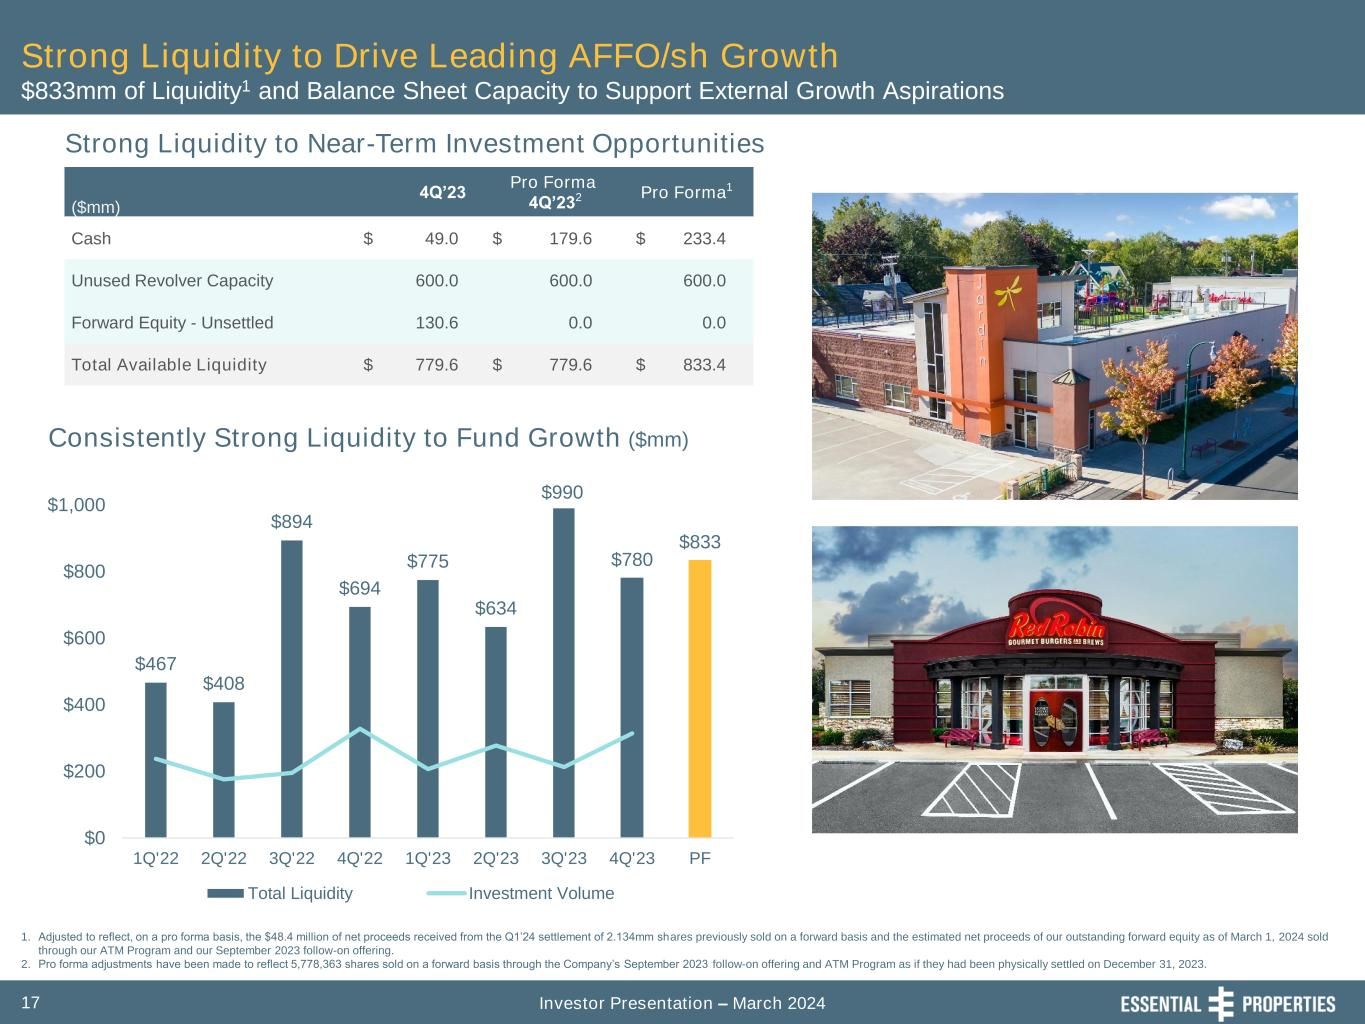 Strong Liquidity to Drive Leading AFFO/sh Growth
$833mm of Liquidity1 and Balance Sheet Capacity to Support External Growth Aspirations
Strong Liquidity to Near-Term Investment Opportunities
($mm) 4Q’23 Pro Forma 4Q’232 Pro Forma1
Cash $ 49.0 $ 179.6 $ 233.4
Unused Revolver Capacity 600.0 600.0 600.0
Forward Equity - Unsettled 130.6 0.0 0.0
Total Available Liquidity $ 779.6 $ 779.6 $ 833.4
Consistently Strong Liquidity to Fund Growth ($mm)
$1,000
$800
$600
$400
$200
$0
$467
$408
$894
$694
$775
$634
$990
$780
$833
1Q'22 2Q'22 3Q'22 4Q'22 1Q'23 2Q'23 3Q'23 4Q'23 PF
Total Liquidity Investment Volume
Jardin
Red Robin
GOURMET BURGERS AND BREWS
1. Adjusted to reflect, on a pro forma basis, the $48.4 million of net proceeds received from the Q1’24 settlement of 2.134mm shares previously sold on a forward basis and the estimated net proceeds of our outstanding forward equity as of March 1, 2024 sold
through our ATM Program and our September 2023 follow-on offering.
2. Pro forma adjustments have been made to reflect 5,778,363 shares sold on a forward basis through the Company’s September 2023 follow-on offering and ATM Program as if they had been physically settled on December 31, 2023.
17
Investor Presentation – March 2024
ESSENTIAL PROPERTIES